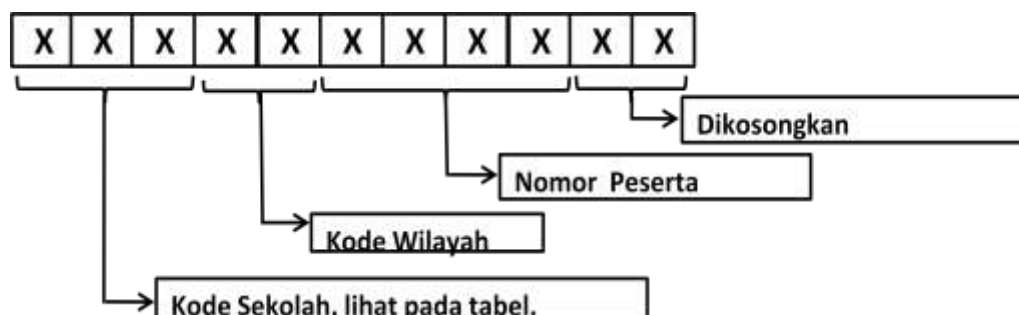 X X X X X X X X X X X
Dikosongkan
Nomor Peserta
Kode Wilayah
Kode Sekolah, lihat pada tabel.